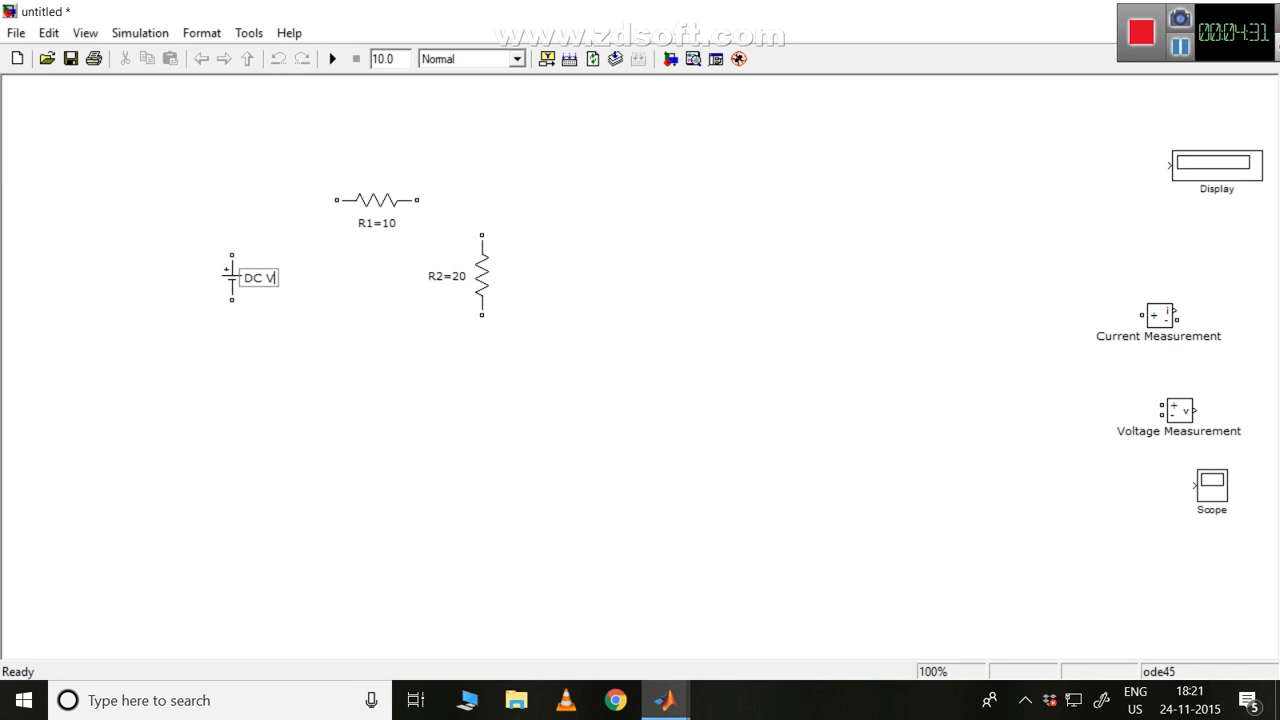 untitled *
File Edit View Simulation Format Tools Help
www.zdsoft.com
00:04:31
10.0 Normal
Display
R1=10
+ DC V
R2=20
+ i -
Current Measurement
+ - v
Voltage Measurement
Scope
Ready 100% ode45
Type here to search
ENG 18:21
US 24-11-2015 5